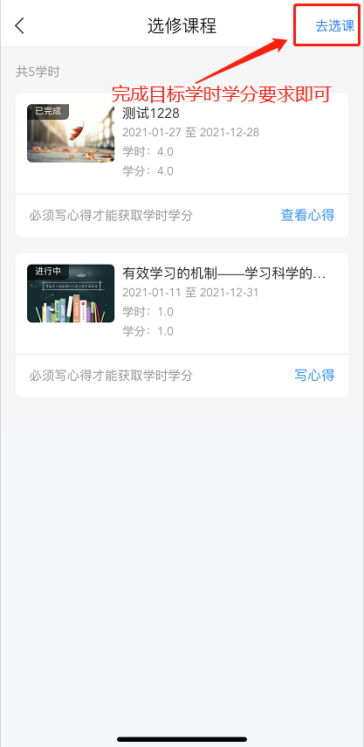 选修课程
去选课
共5学时
完成目标学时学分要求即可
已完成
测试1228
2021-01-27 至 2021-12-28
学时：4.0
学分：4.0
必须写心得才能获取学时学分
查看心得
进行中
有效学习的机制——学习科学的…
2021-01-11 至 2021-12-31
学时：1.0
学分：1.0
必须写心得才能获取学时学分
写心得